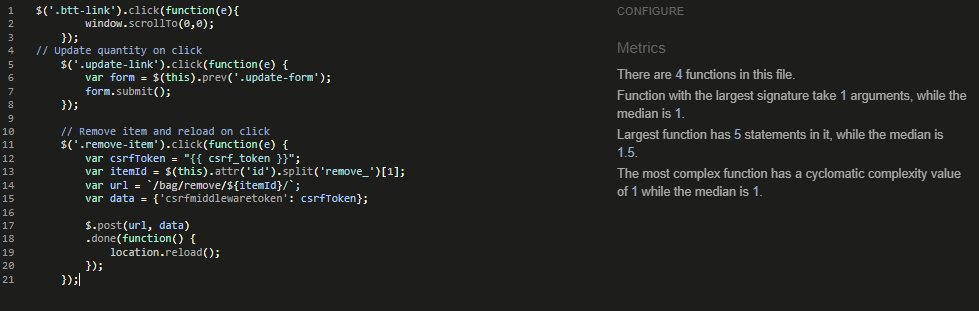 1 $('.btt-link').click(function(e){
2 window.scrollTo(0,0);
3 });
4 // Update quantity on click
5 $('.update-link').click(function(e) {
6 var form = $(this).prev('.update-form');
7 form.submit();
8 });
9
10 // Remove item and reload on click
11 $('.remove-item').click(function(e) {
12 var csrfToken = "{{ csrf_token }}";
13 var itemId = $(this).attr('id').split('remove_')[1];
14 var url = `/bag/remove/${itemId}/`;
15 var data = {'csrfmiddlewaretoken': csrfToken};
16
17 $.post(url, data)
18 .done(function() {
19 location.reload();
20 });
21 });
CONFIGURE
Metrics
There are 4 functions in this file.
Function with the largest signature take 1 arguments, while the
median is 1.
Largest function has 5 statements in it, while the median is
1.5.
The most complex function has a cyclomatic complexity value
of 1 while the median is 1.